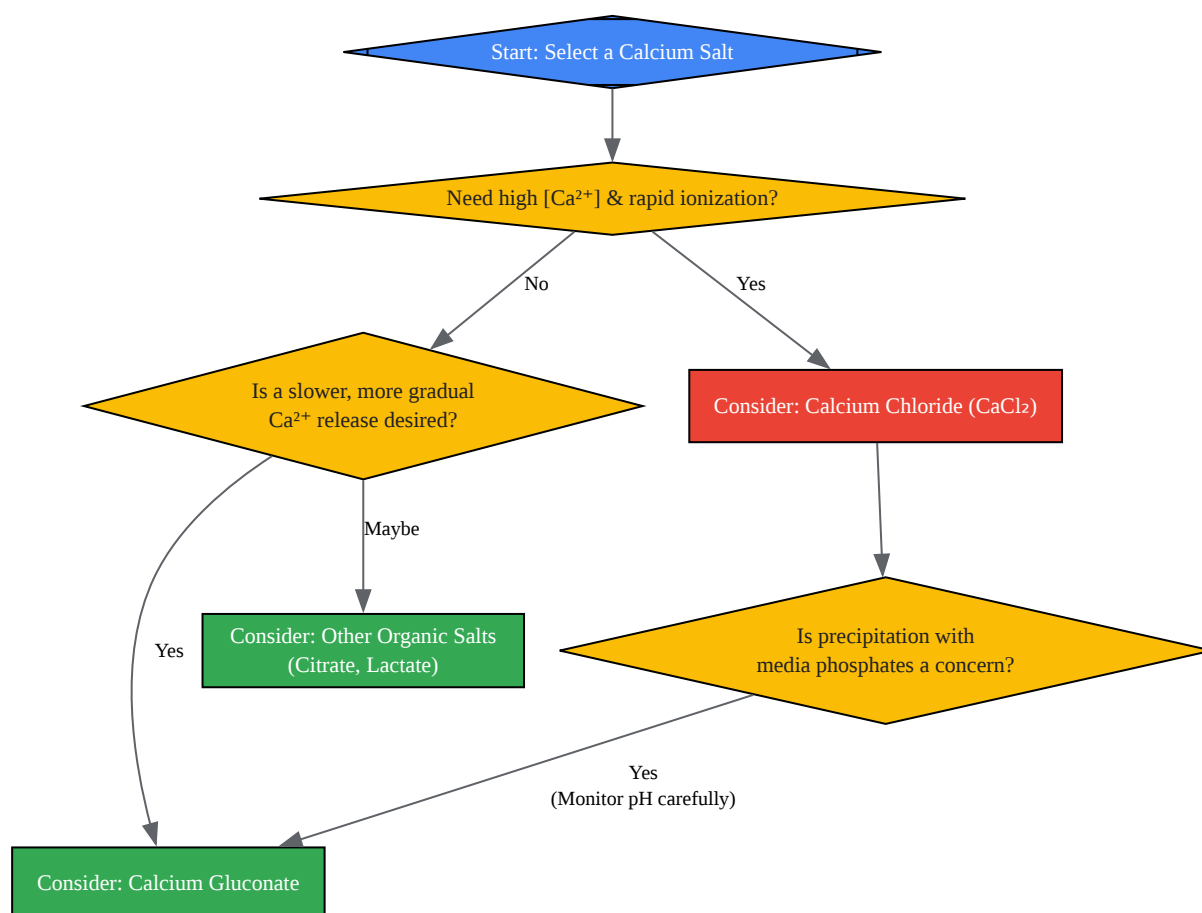 Start: Select a Calcium Salt
Need high [Ca²⁺] & rapid ionization?
No
Yes
Is a slower, more gradual
Ca²⁺ release desired?
Consider: Calcium Chloride (CaCl₂)
Maybe
Yes
Consider: Other Organic Salts
(Citrate, Lactate)
Is precipitation with
media phosphates a concern?
Yes
(Monitor pH carefully)
Consider: Calcium Gluconate